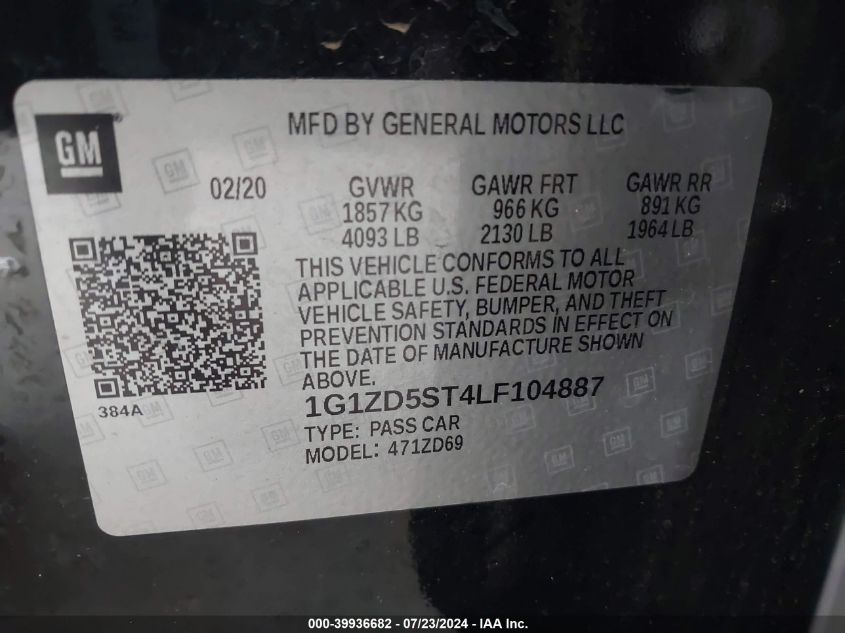 GM
MFD BY GENERAL MOTORS LLC
02/20 GVWR GAWR FRT GAWR RR
1857 KG 966 KG 891 KG
4093 LB 2130 LB 1964 LB
THIS VEHICLE CONFORMS TO ALL
APPLICABLE U.S. FEDERAL MOTOR
VEHICLE SAFETY, BUMPER, AND THEFT
PREVENTION STANDARDS IN EFFECT ON
THE DATE OF MANUFACTURE SHOWN
ABOVE.
384A
1G1ZD5ST4LF104887
TYPE: PASS CAR
MODEL: 471ZD69
000-39936682 / 07/23/2024 - IAAI.com